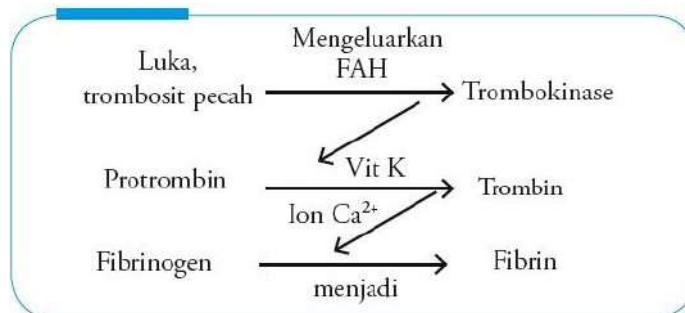 Mengeluarkan
Luka,
FAH
trombosit pecah
Trombokinase
Protrombin
Vit K
Trombin
Ion Ca²⁺
Fibrinogen
Fibrin
menjadi